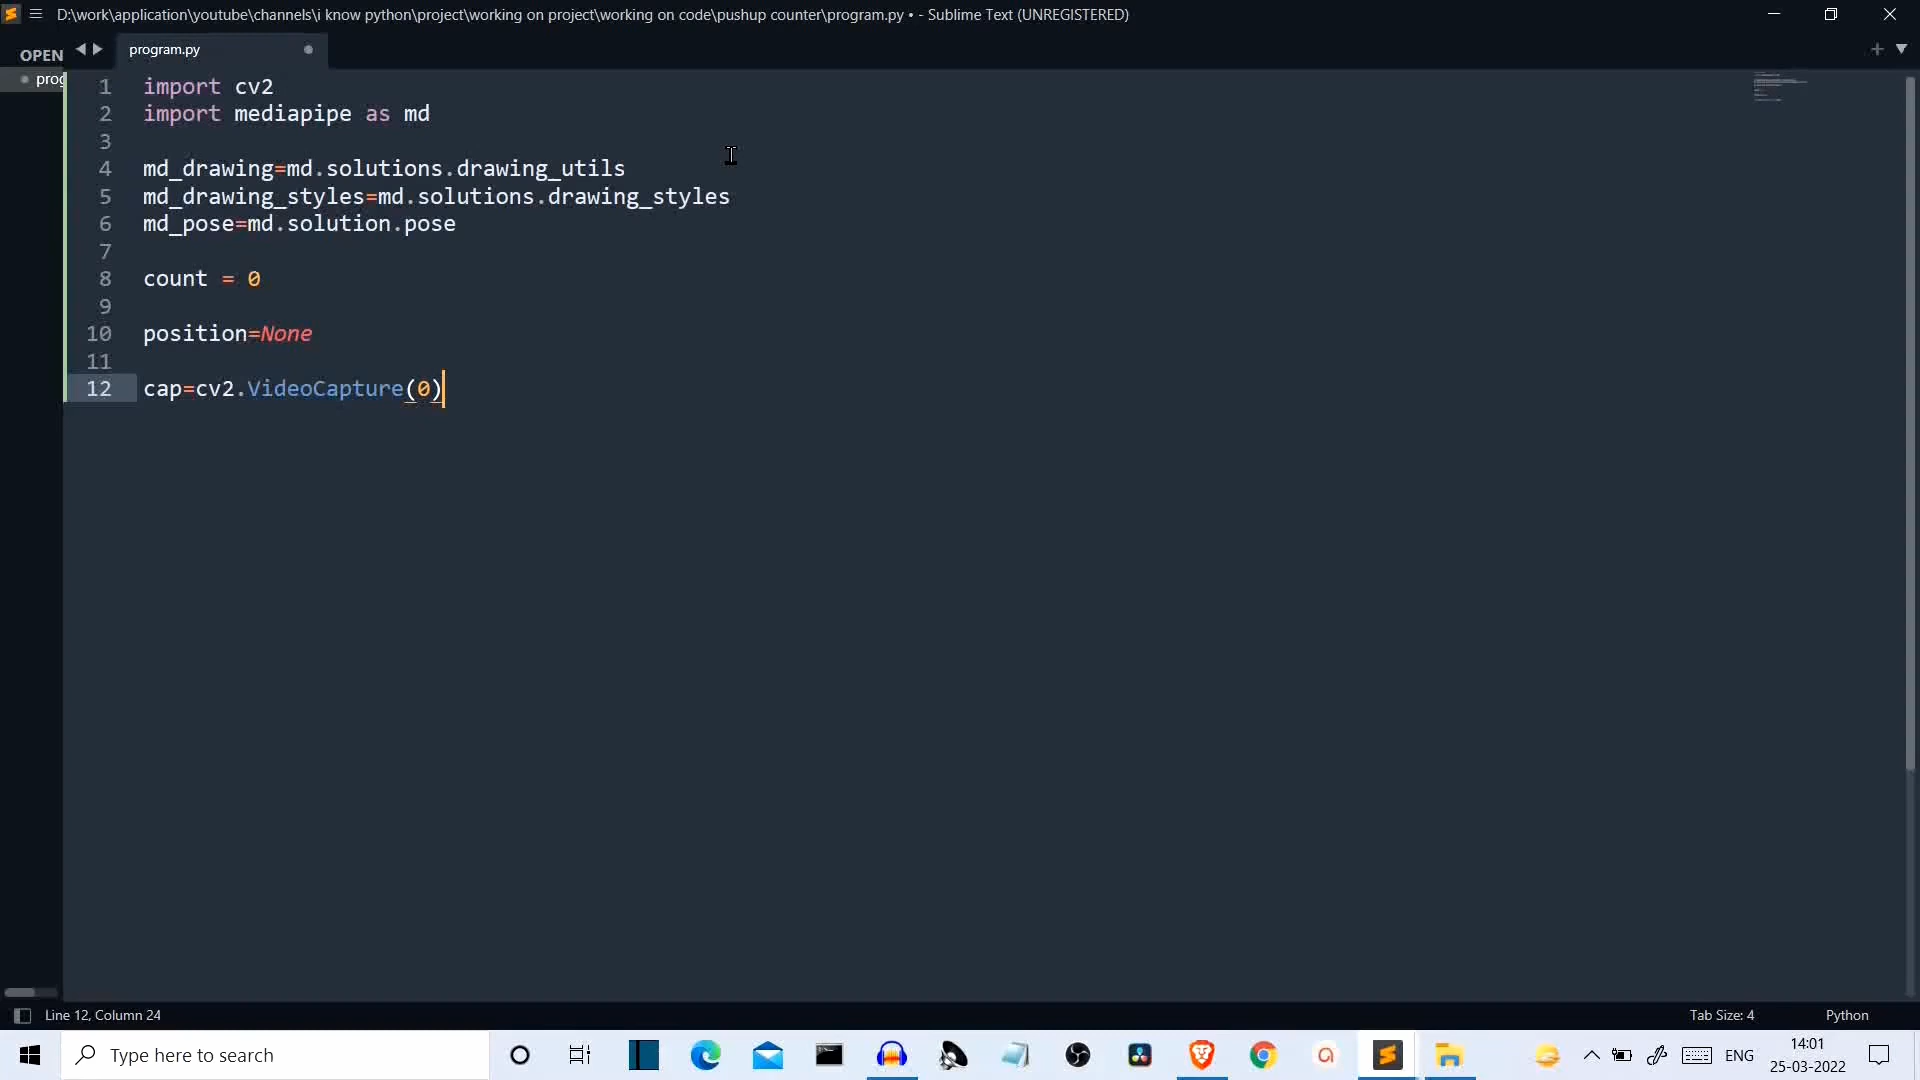 D:\work\application\youtube\channels\i know python\project\working on project\working on code\pushup counter\program.py • - Sublime Text (UNREGISTERED)
OPEN
program.py
prog
1 import cv2
2 import mediapipe as md
3
4 md_drawing=md.solutions.drawing_utils
5 md_drawing_styles=md.solutions.drawing_styles
6 md_pose=md.solution.pose
7
8 count = 0
9
10 position=None
11
12 cap=cv2.VideoCapture(0)
Line 12, Column 24
Tab Size: 4
Python
Type here to search
ENG
14:01
25-03-2022